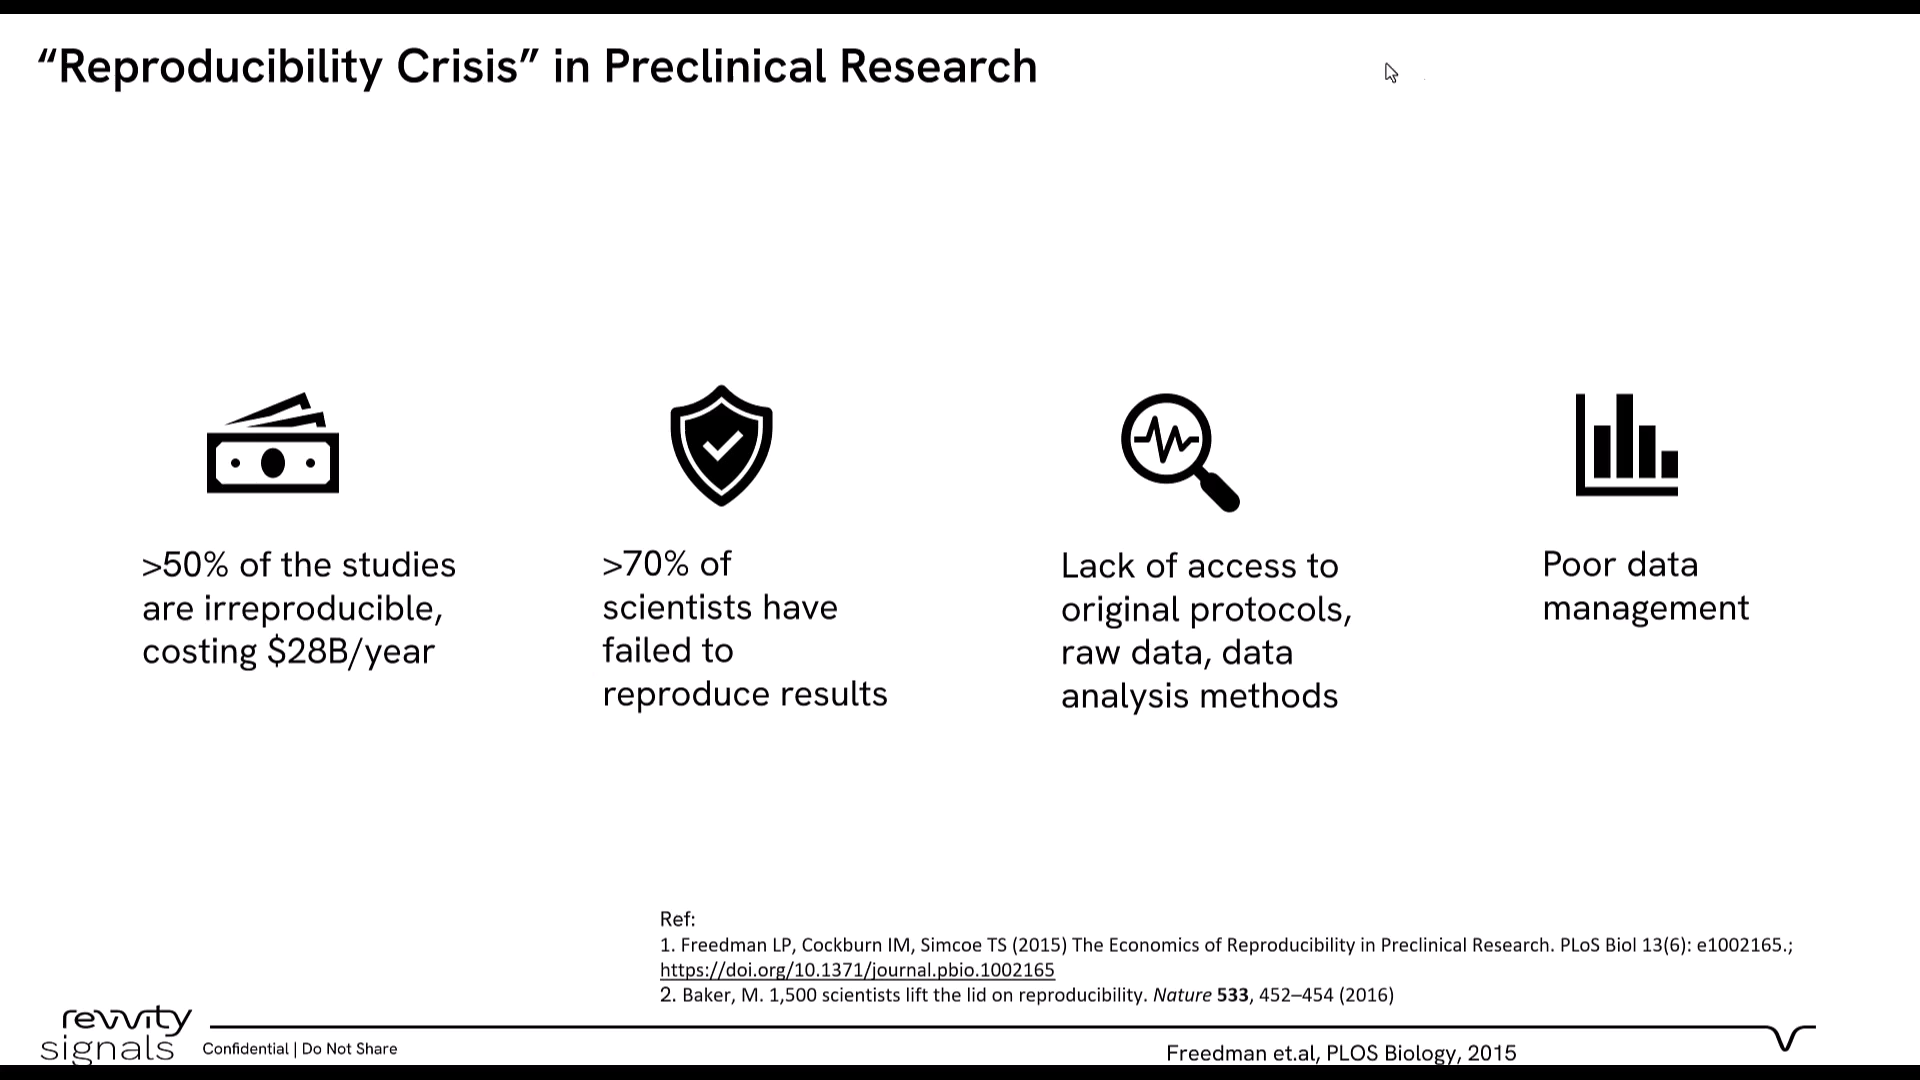 “Reproducibility Crisis” in Preclinical Research
>50% of the studies
are irreproducible,
costing $28B/year
>70% of
scientists have
failed to
reproduce results
Lack of access to
original protocols,
raw data, data
analysis methods
Poor data
management
Ref:
1. Freedman LP, Cockburn IM, Simcoe TS (2015) The Economics of Reproducibility in Preclinical Research. PLoS Biol 13(6): e1002165.;
https://doi.org/10.1371/journal.pbio.1002165
2. Baker, M. 1,500 scientists lift the lid on reproducibility. Nature 533, 452–454 (2016)
revvity
signals
Confidential | Do Not Share
Freedman et.al, PLOS Biology, 2015